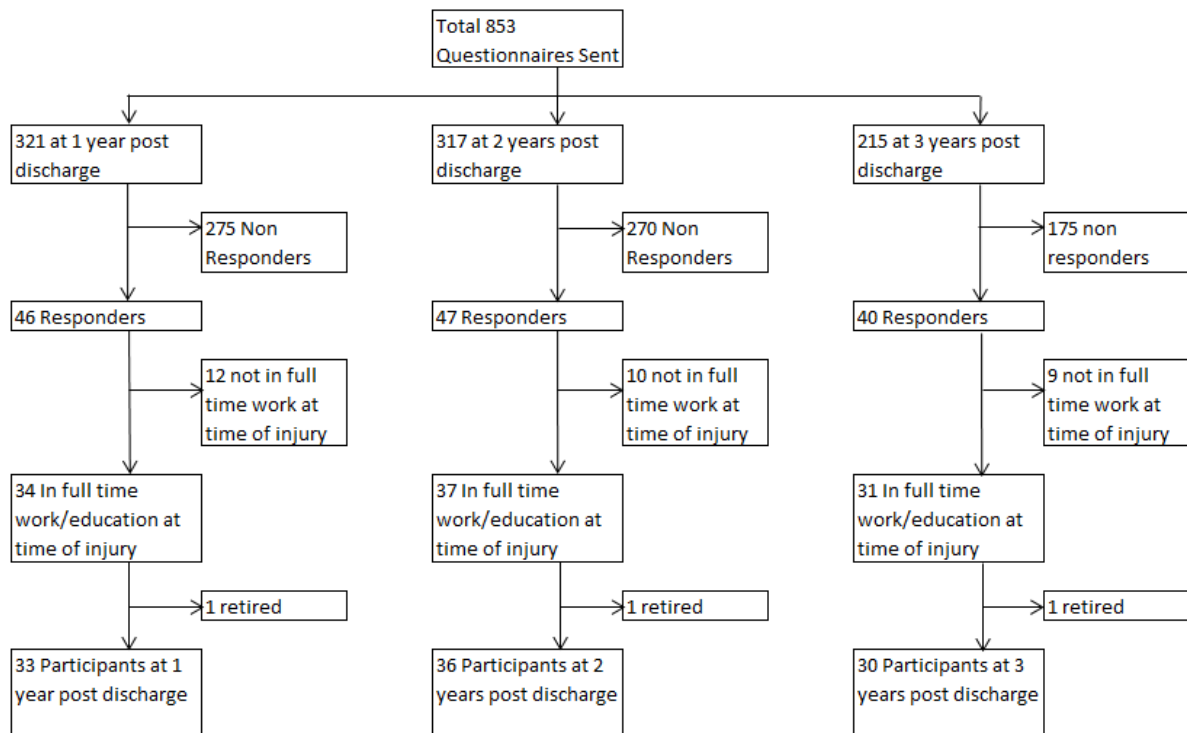 Total 853
Questionnaires Sent
321 at 1 year post
discharge
317 at 2 years post
discharge
215 at 3 years post
discharge
275 Non
Responders
270 Non
Responders
175 non
responders
46 Responders
47 Responders
40 Responders
12 not in full
time work at
time of injury
10 not in full
time work at
time of injury
9 not in full
time work at
time of injury
34 In full time
work/education at
time of injury
37 In full time
work/education at
time of injury
31 In full time
work/education at
time of injury
1 retired
1 retired
1 retired
33 Participants at 1
year post discharge
36 Participants at 2
years post discharge
30 Participants at 3
years post discharge